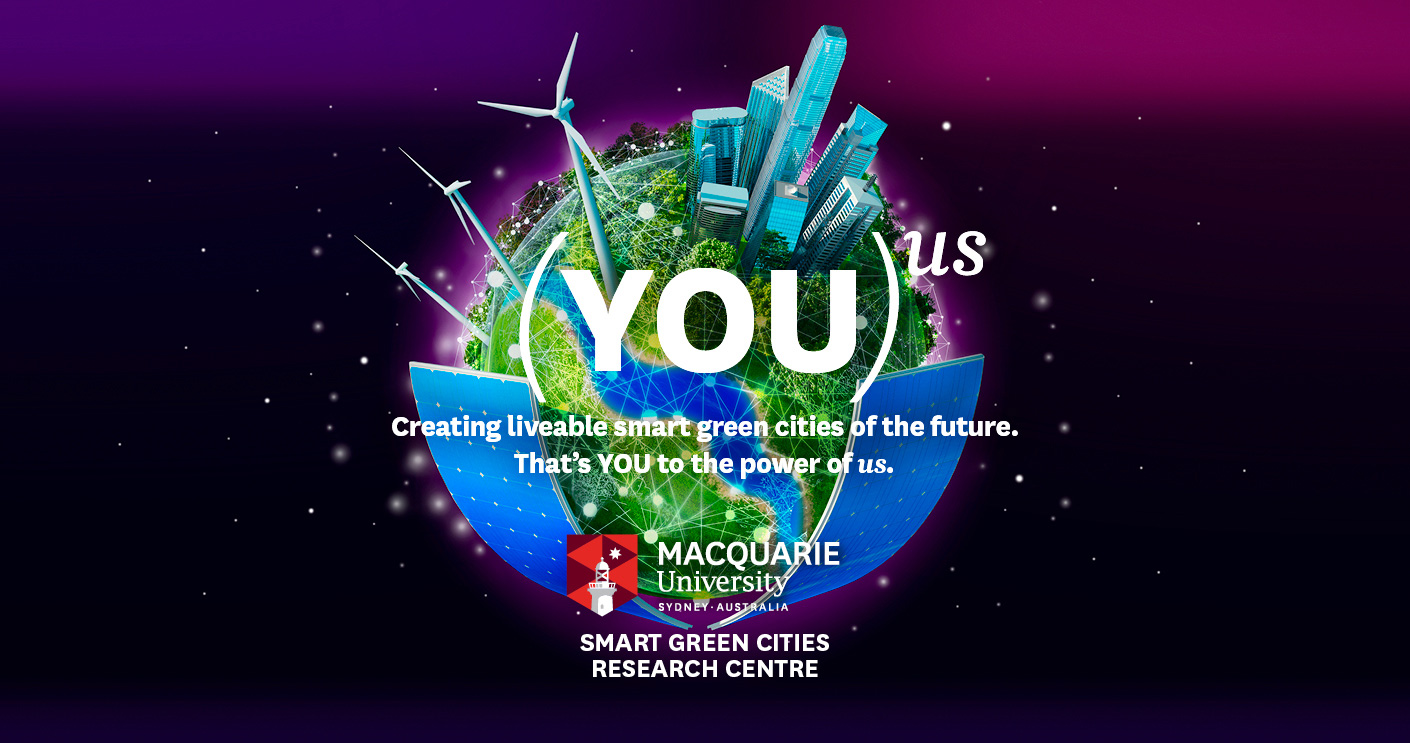 (YOU)us
Creating liveable smart green cities of the future.
That's YOU to the power of us.
MACQUARIE
University
SYDNEY·AUSTRALIA
SMART GREEN CITIES
RESEARCH CENTRE